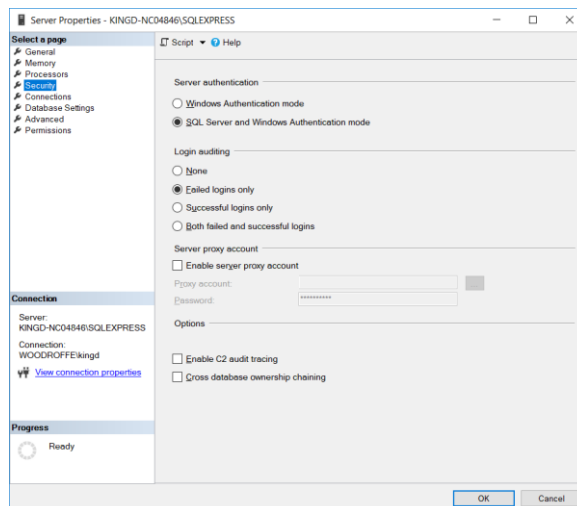 Server Properties - KINGD-NC04846\SQLEXPRESS
Select a page
General
Memory
Processors
Security
Connections
Database Settings
Advanced
Permissions
Script
Help
Server authentication
Windows Authentication mode
SQL Server and Windows Authentication mode
Login auditing
None
Failed logins only
Successful logins only
Both failed and successful logins
Server proxy account
Enable server proxy account
Proxy account:
...
Password:
**********
Options
Enable C2 audit tracing
Cross database ownership chaining
Connection
Server:
KINGD-NC04846\SQLEXPRESS
Connection:
WOODROFFE\kingd
View connection properties
Progress
Ready
OK
Cancel